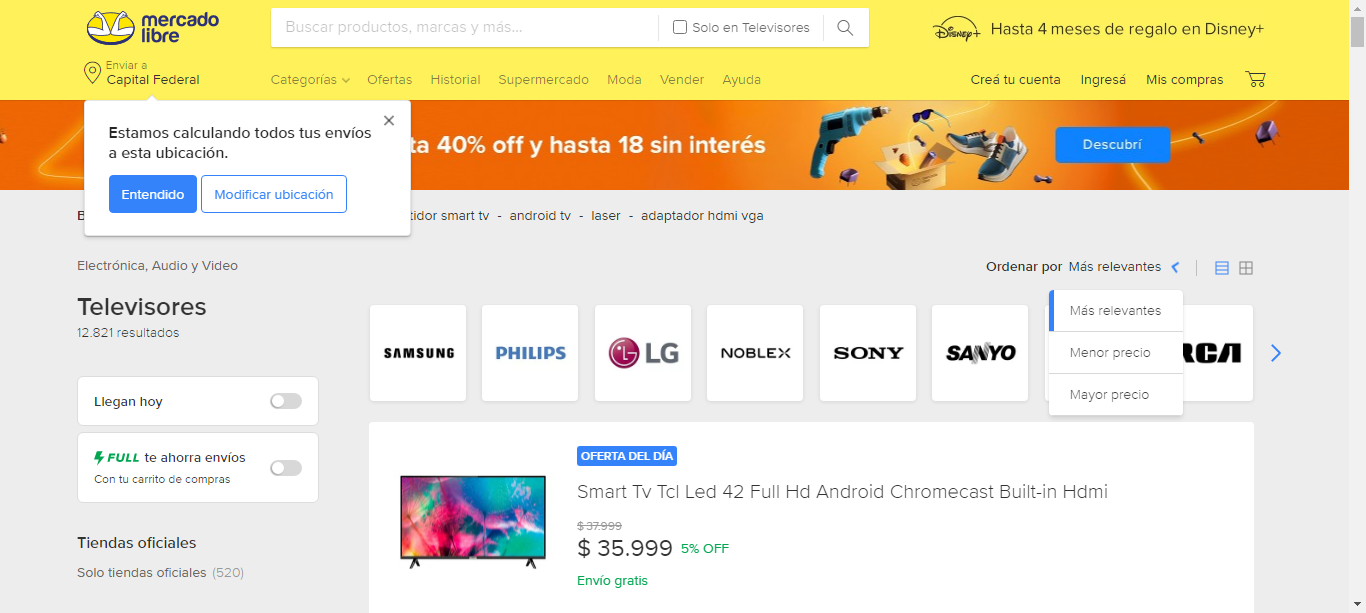 mercado
libre
Buscar productos, marcas y más...
Solo en Televisores
Disney+
Hasta 4 meses de regalo en Disney+
Enviar a
Capital Federal
Categorías
Ofertas
Historial
Supermercado
Moda
Vender
Ayuda
Creá tu cuenta
Ingresá
Mis compras
Estamos calculando todos tus envíos
a esta ubicación.
Entendido
Modificar ubicación
40% off y hasta 18 sin interés
Descubrí
smart tv - android tv - laser - adaptador hdmi vga
Electrónica, Audio y Video
Ordenar por Más relevantes
Más relevantes
Menor precio
Mayor precio
Televisores
12.821 resultados
SAMSUNG
PHILIPS
LG
NOBLEX
SONY
SANYO
RCA
Llegan hoy
FULL te ahorra envíos
Con tu carrito de compras
Tiendas oficiales
Solo tiendas oficiales (520)
OFERTA DEL DÍA
Smart Tv Tcl Led 42 Full Hd Android Chromecast Built-in Hdmi
$ 37.999
$ 35.999 5% OFF
Envío gratis